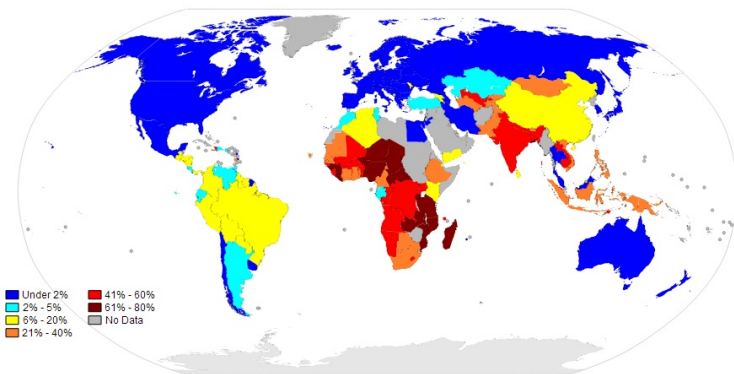 Under 2%
2% - 5%
6% - 20%
21% - 40%
41% - 60%
61% - 80%
No Data